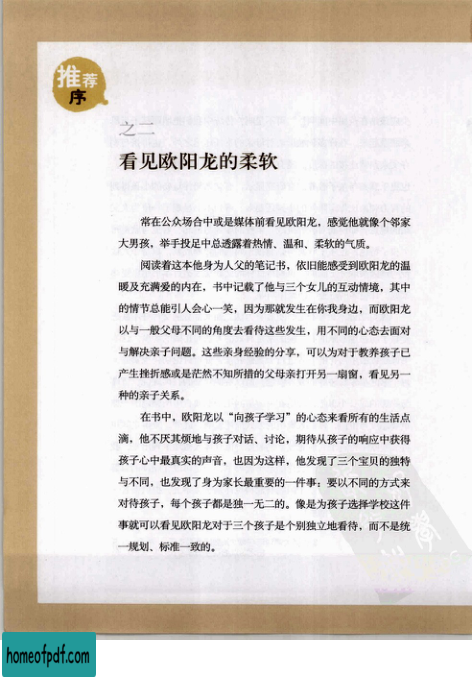 推荐
序
之二
看见欧阳龙的柔软
常在公众场合中或是媒体前看见欧阳龙，感觉他就像个邻家
大男孩，举手投足中总透露着热情、温和、柔软的气质。
阅读着这本他身为人父的笔记书，依旧能感受到欧阳龙的温
暖及充满爱的内在，书中记载了他与三个女儿的互动情境，其中
的情节总能引人会心一笑，因为那就发生在你我身边，而欧阳龙
以与一般父母不同的角度去看待这些发生，用不同的心态去面对
与解决亲子问题。这些亲身经验的分享，可以为对于教养孩子已
产生挫折感或是茫然不知所措的父母亲打开另一扇窗，看见另一
种的亲子关系。
在书中，欧阳龙以“向孩子学习”的心态来看所有的生活点
滴，他不厌其烦地与孩子对话、讨论，期待从孩子的响应中获得
孩子心中最真实的声音，也因为这样，他发现了三个宝贝的独特
与不同，也发现了身为家长最重要的一件事：要以不同的方式来
对待孩子，每个孩子都是独一无二的。像是为孩子选择学校这件
事就可以看见欧阳龙对于三个孩子是个别独立地看待，而不是统
一规划、标准一致的。
homeofpdf.com